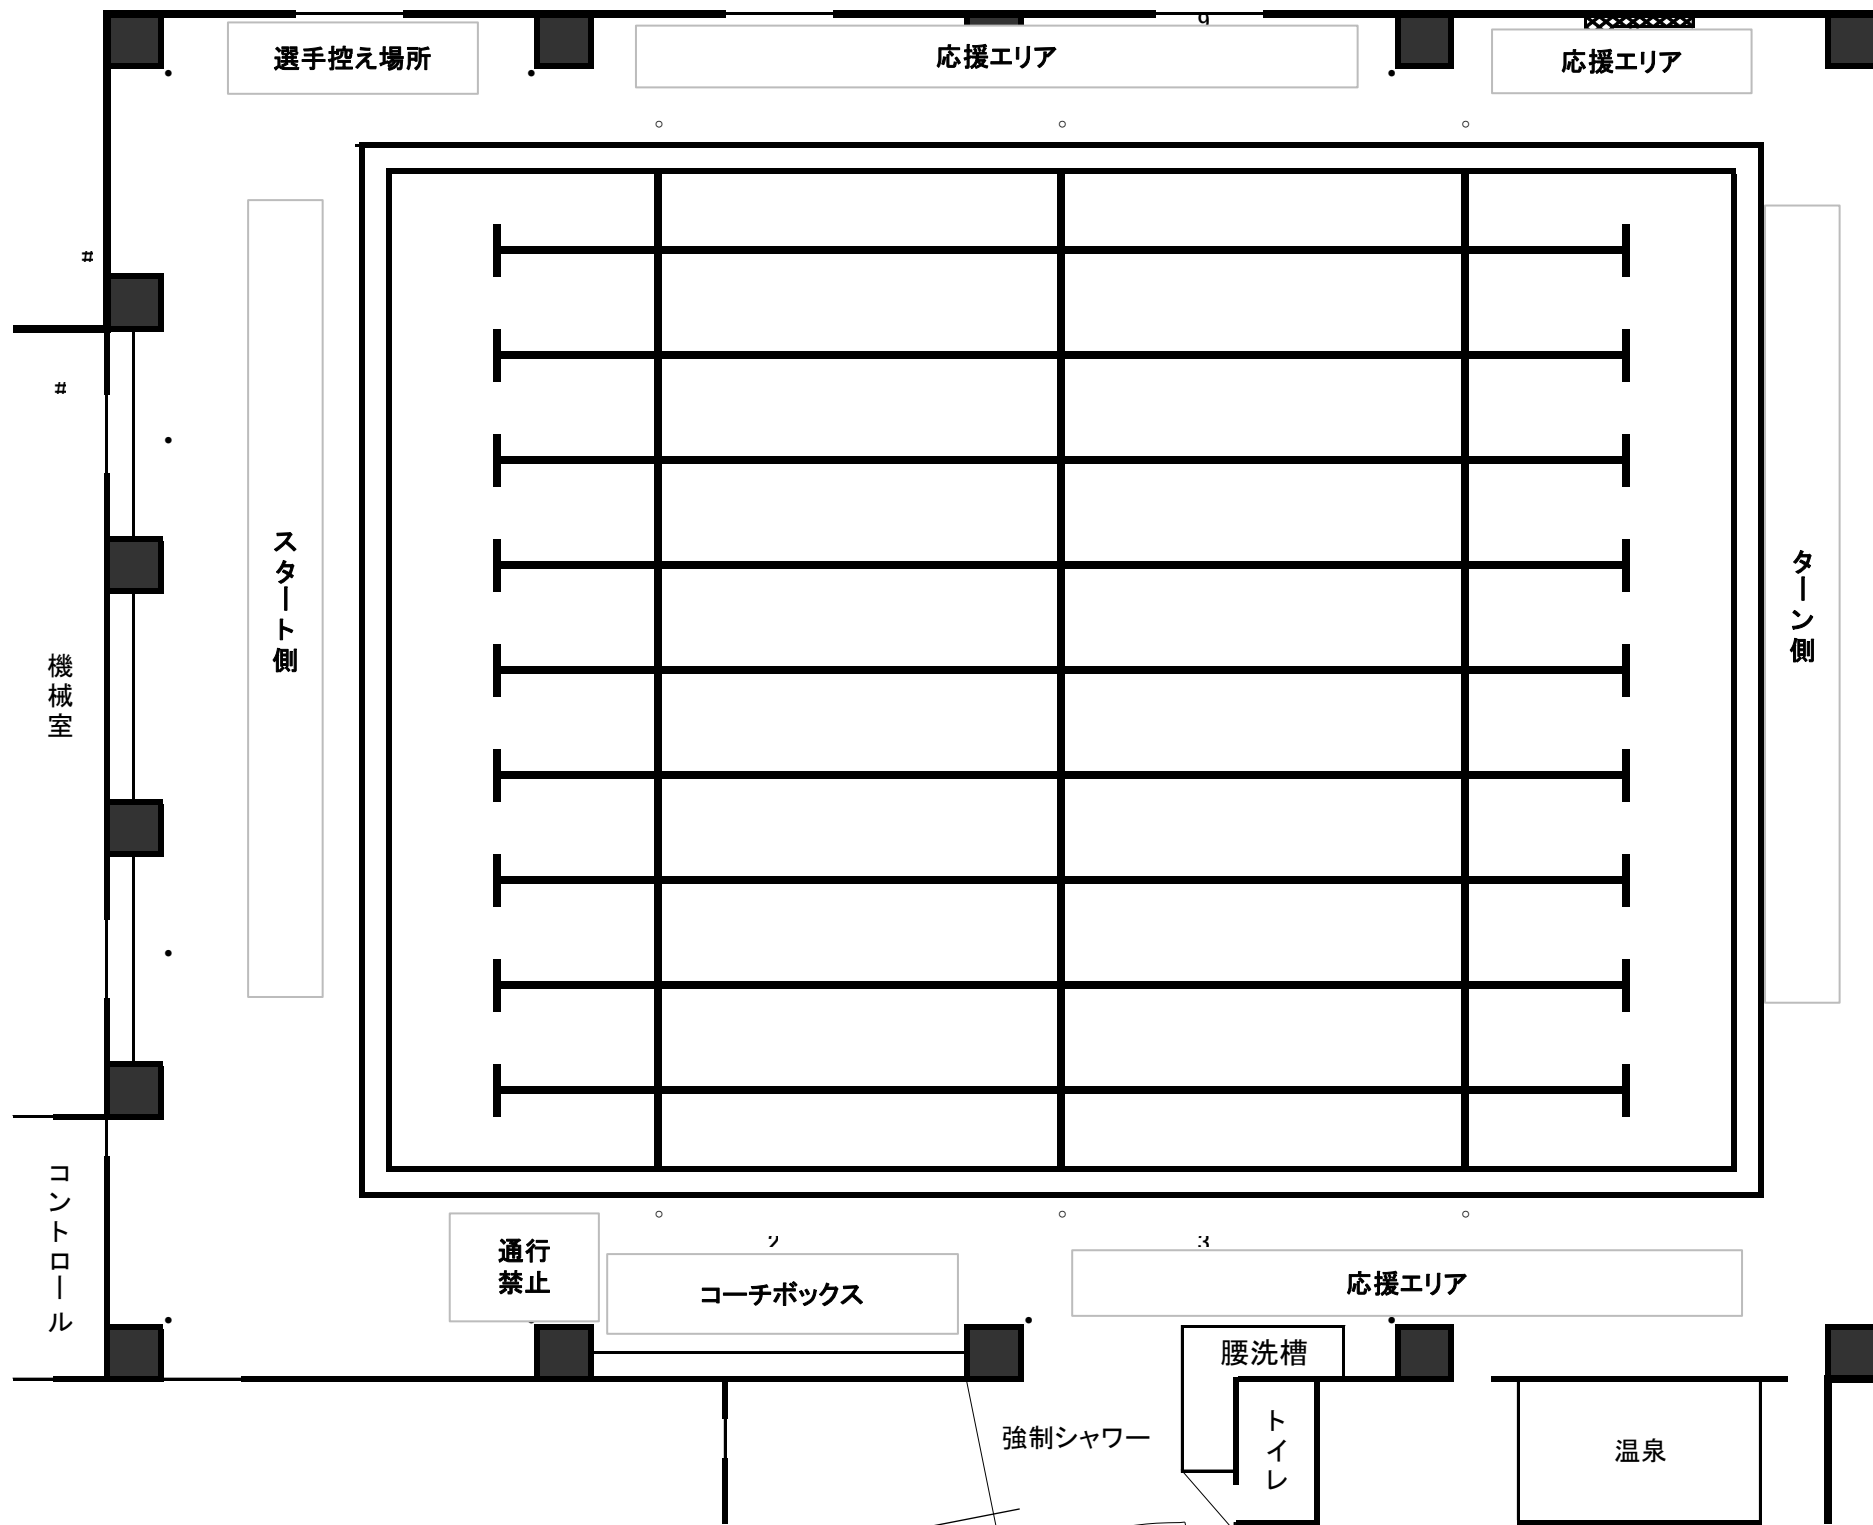 選手控え場所
応援エリア
応援エリア
#
#
スタート側
ターン側
機械室
コントロール
通行
禁止
コーチボックス
応援エリア
腰洗槽
強制シャワー
トイレ
温泉